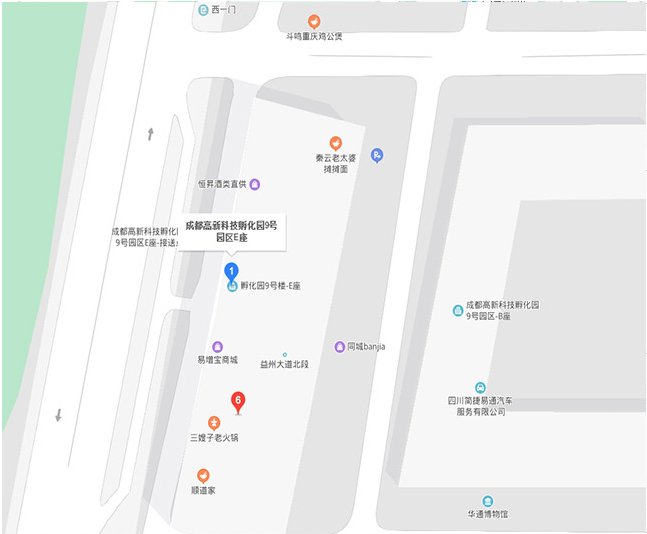 西一门
斗鸣重庆鸡公煲
秦云老太婆
摊摊面
恒昇酒类直供
成都高新科技孵化园9号
园区E座
成都高新科技孵化
9号园区E座-接送
1
孵化园9号楼-E座
成都高新科技孵化园
9号园区-B座
易增宝商城
益州大道北段
同城banjia
6
四川简捷易通汽车
服务有限公司
三嫂子老火锅
顺道家
华通博物馆